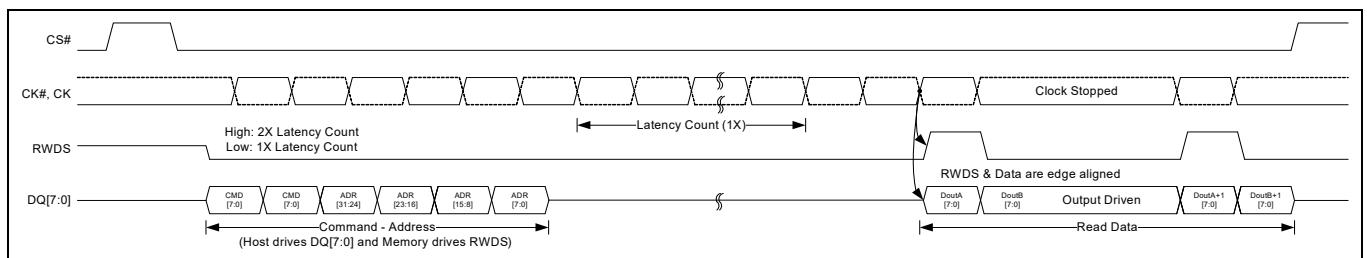 CS#
CK#, CK
Clock Stopped
Latency Count (1X)
High: 2X Latency Count
Low: 1X Latency Count
RWDS
RWDS & Data are edge aligned
DQ[7:0]
CMD [7:0]
CMD [7:0]
ADR [31:24]
ADR [23:16]
ADR [15:8]
ADR [7:0]
DoutA [7:0]
DoutB [7:0]
Output Driven
DoutA+1 [7:0]
DoutB+1 [7:0]
Command - Address
Read Data
(Host drives DQ[7:0] and Memory drives RWDS)